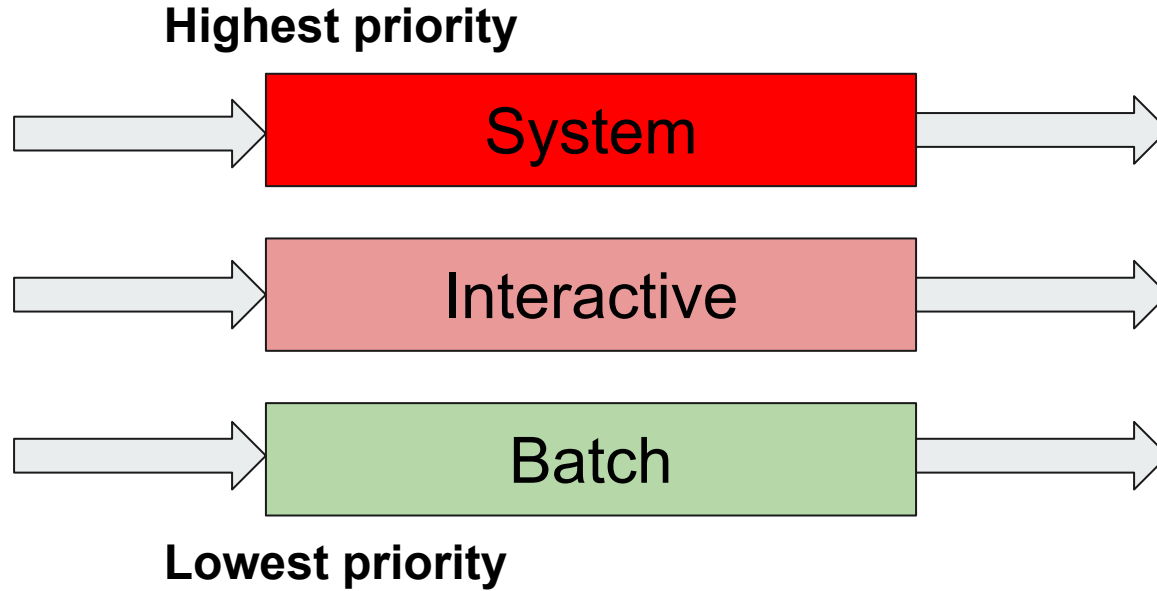 Highest priority
System
Interactive
Batch
Lowest priority